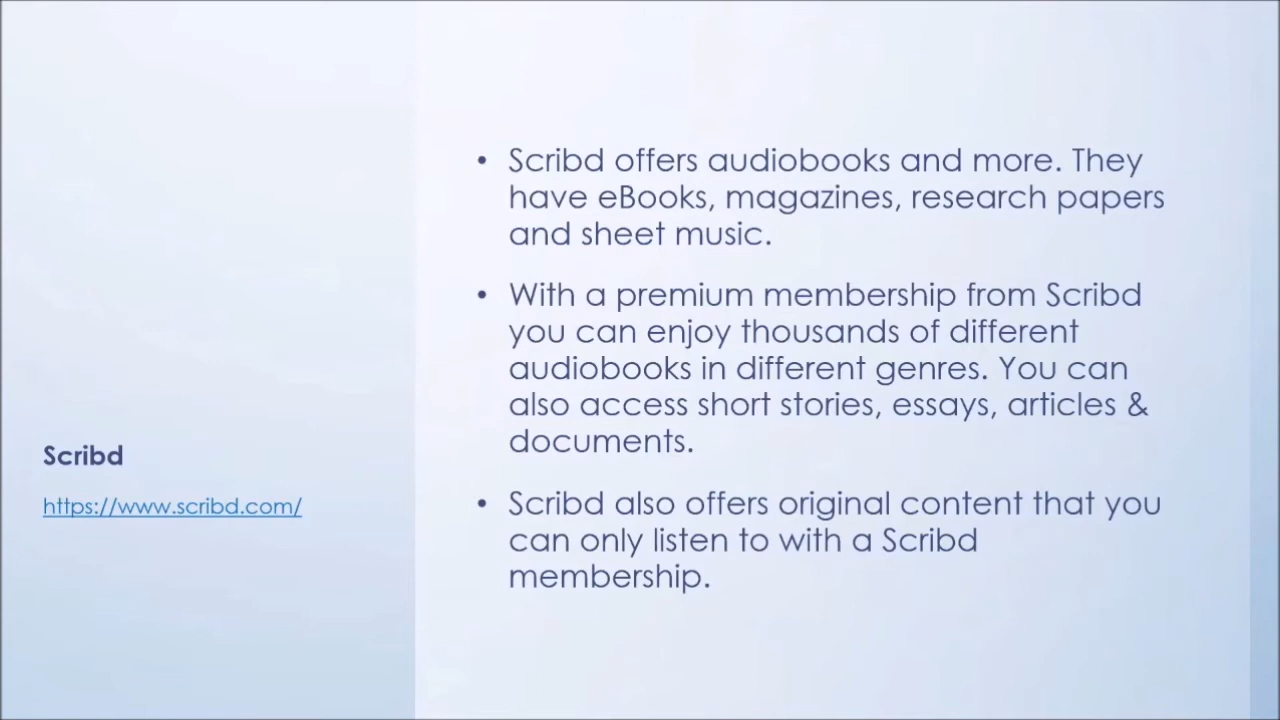 Scribd
https://www.scribd.com/
• Scribd offers audiobooks and more. They
have eBooks, magazines, research papers
and sheet music.
• With a premium membership from Scribd
you can enjoy thousands of different
audiobooks in different genres. You can
also access short stories, essays, articles &
documents.
• Scribd also offers original content that you
can only listen to with a Scribd
membership.